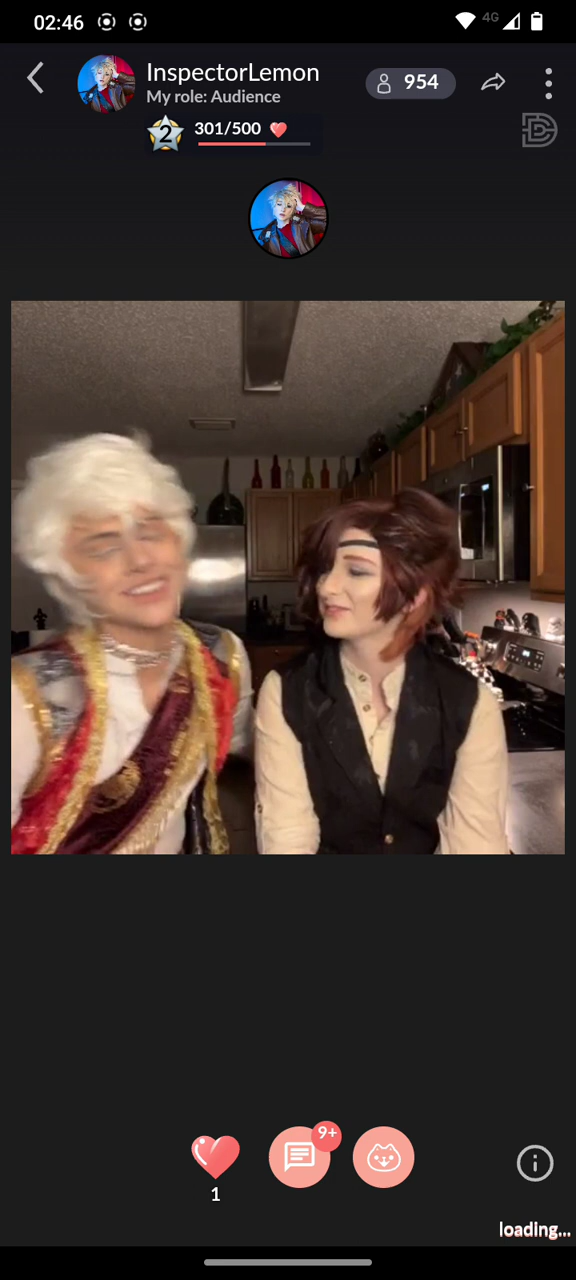 02:46
4G
InspectorLemon
My role: Audience
954
2
301/500
9+
1
loading...